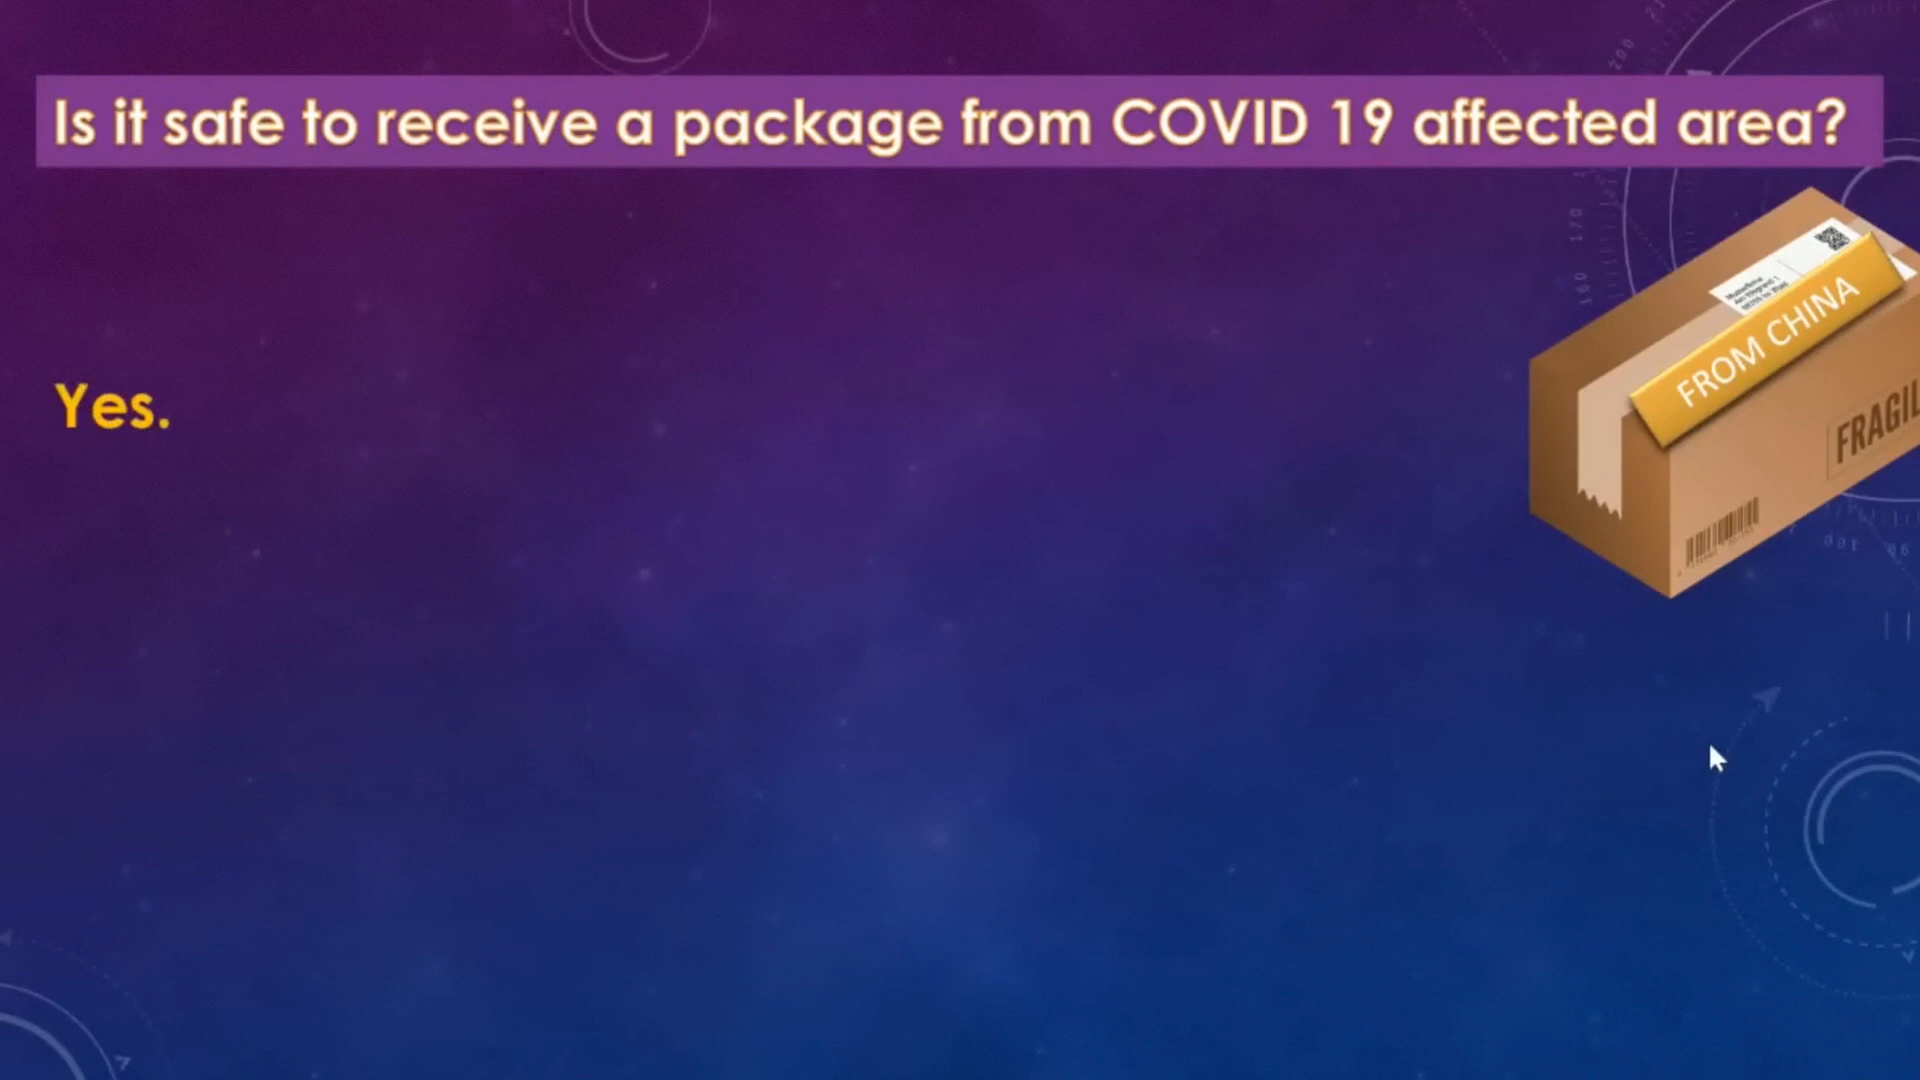 Is it safe to receive a package from COVID 19 affected area?
FROM CHINA
FRAGIL
Yes.